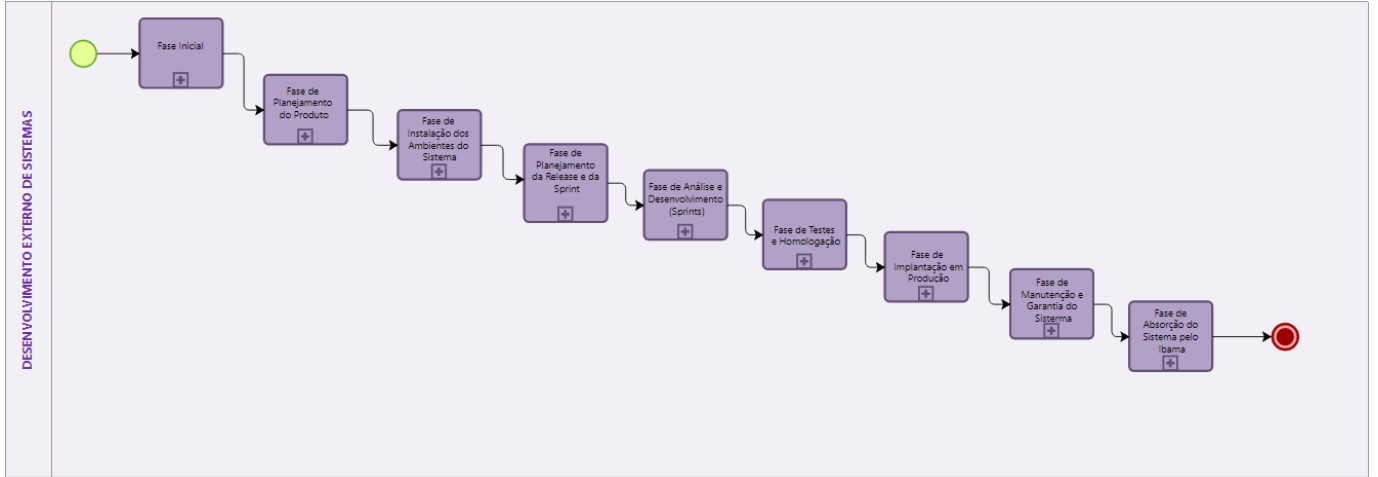 DESENVOLVIMENTO EXTERNO DE SISTEMAS
Fase Inicial
Fase de
Planejamento
do Produto
Fase de
Instalação dos
Ambientes do
Sistema
Fase de
Planejamento
da Release e da
Sprint
Fase de Análise e
Desenvolvimento
(Sprints)
Fase de Testes
e Homologação
Fase de
Implantação em
Produção
Fase de
Manutenção e
Garantia do
Sisterma
Fase de
Absorção do
Sistema pelo
Ibama